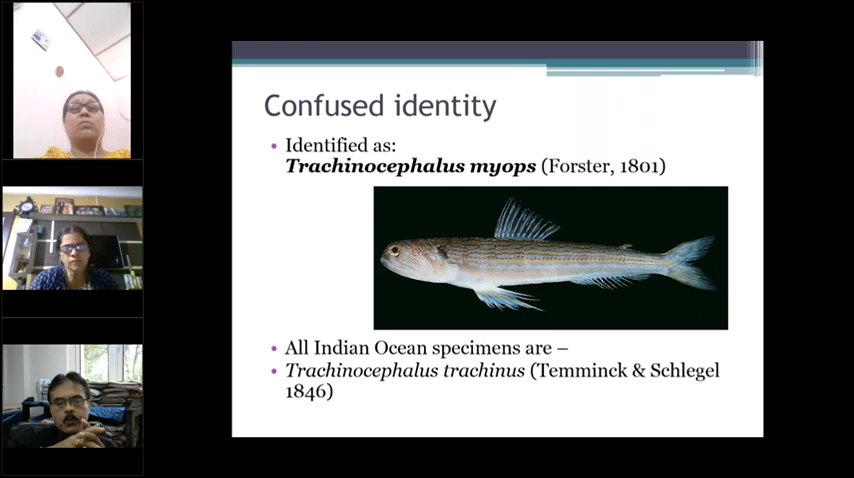 Confused identity
• Identified as:
Trachinocephalus myops (Forster, 1801)
• All Indian Ocean specimens are –
• Trachinocephalus trachinus (Temminck & Schlegel
1846)